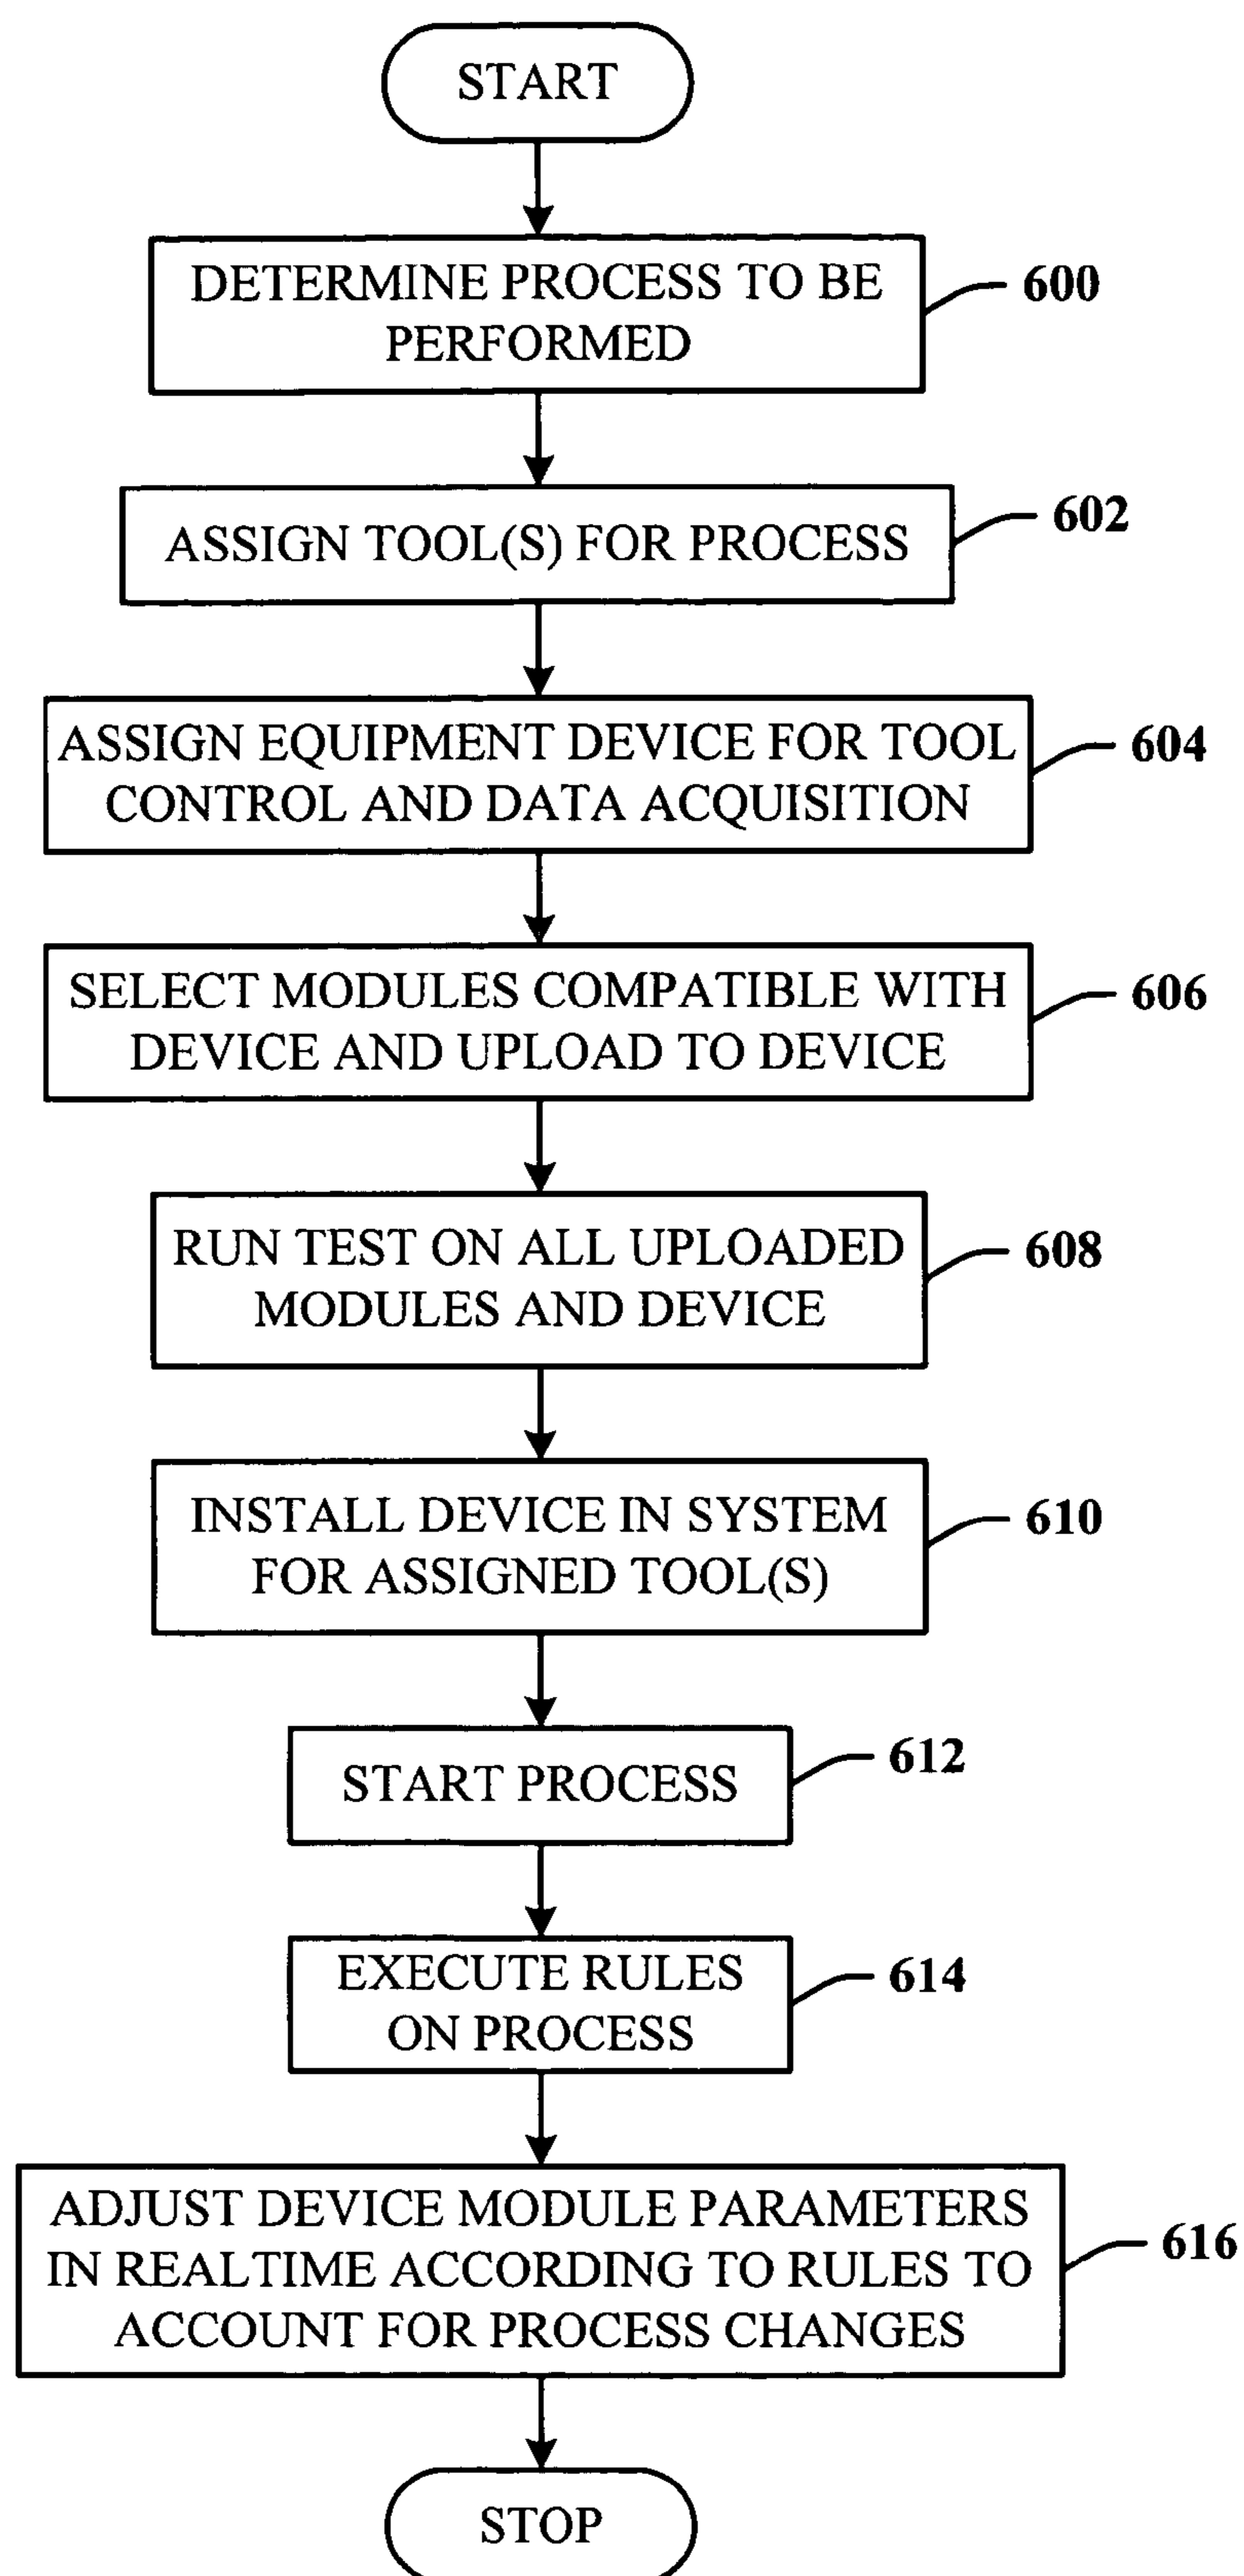 START
DETERMINE PROCESS TO BE
PERFORMED
600
ASSIGN TOOL(S) FOR PROCESS
602
ASSIGN EQUIPMENT DEVICE FOR TOOL
CONTROL AND DATA ACQUISITION
604
SELECT MODULES COMPATIBLE WITH
DEVICE AND UPLOAD TO DEVICE
606
RUN TEST ON ALL UPLOADED
MODULES AND DEVICE
608
INSTALL DEVICE IN SYSTEM
FOR ASSIGNED TOOL(S)
610
START PROCESS
612
EXECUTE RULES
ON PROCESS
614
ADJUST DEVICE MODULE PARAMETERS
IN REALTIME ACCORDING TO RULES TO
ACCOUNT FOR PROCESS CHANGES
616
STOP